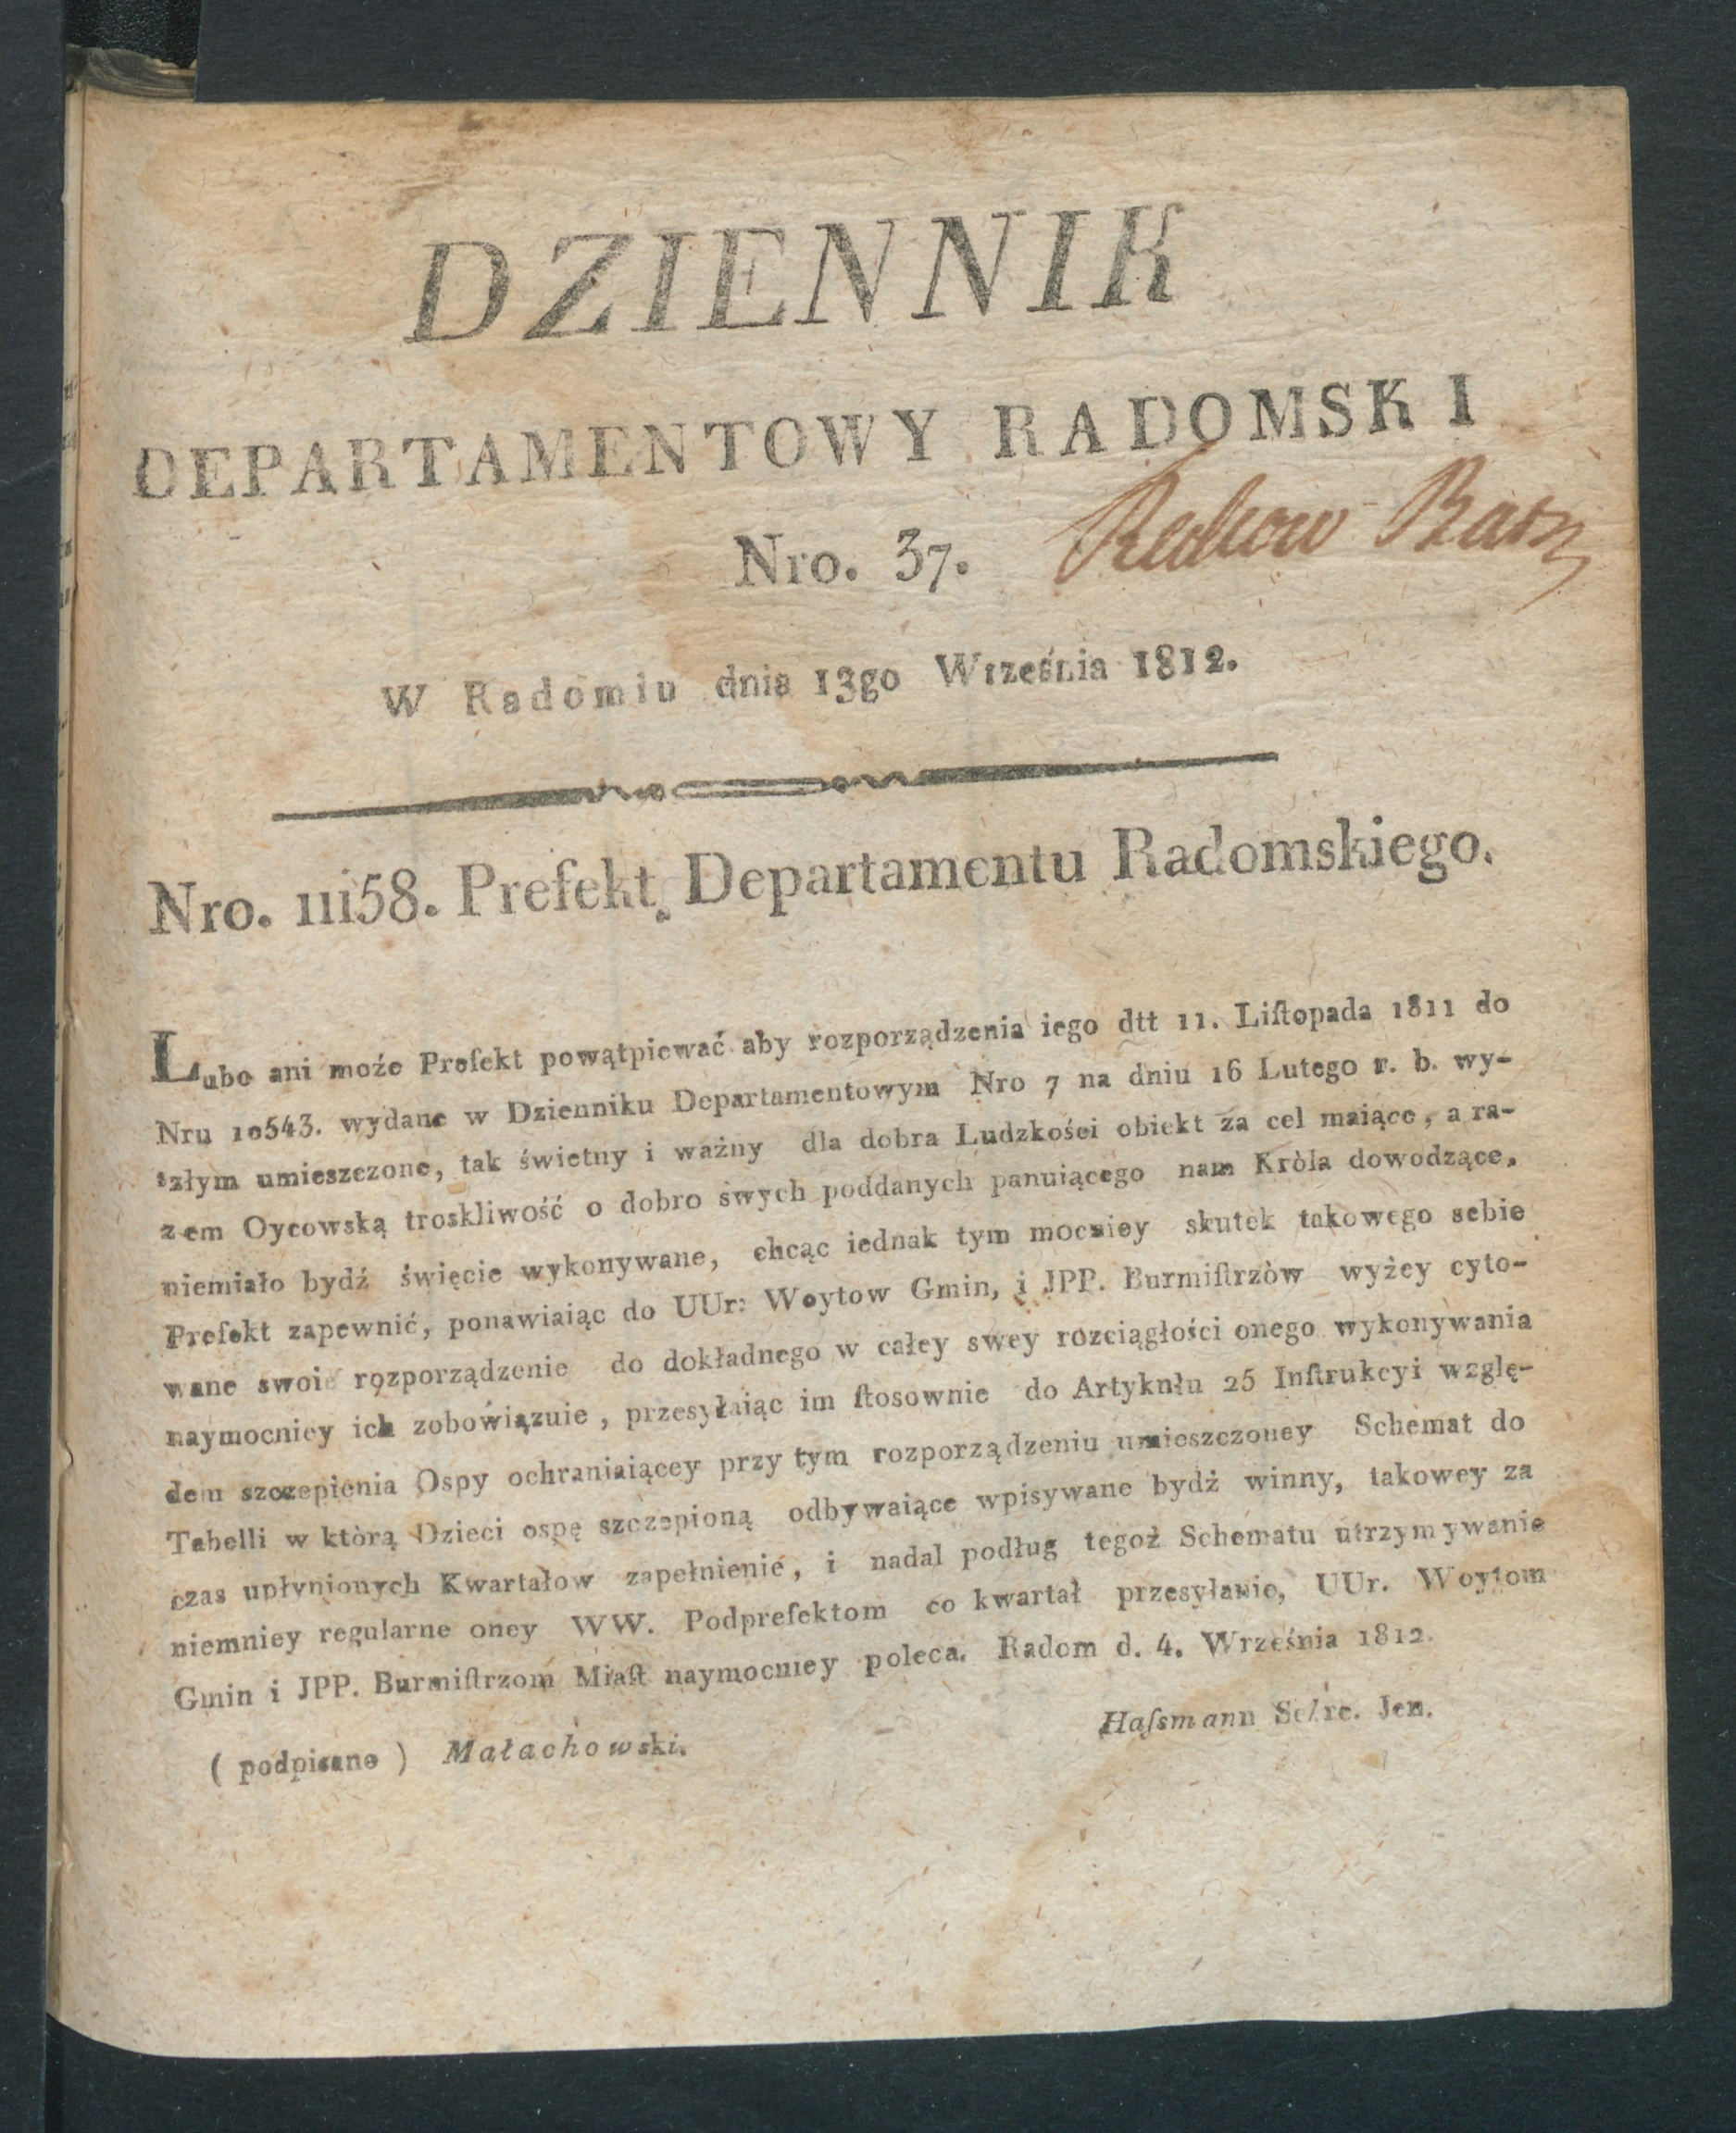 DZIENNIK
DEPARTAMENTOWY RADOMSKI
Nro. 37.
W Radomiu dnia 13go Września 1812.
Nro. 11158. Prefekt Departamentu Radomskiego.
Lubo ani może Prefekt powątpiewać aby rozporządzenia iego dtt 11. Liſtopada 1811 do
Nru 10543. wydane w Dzienniku Departamentowym Nro 7 na dniu 16 Lutego r. b. wy-
szłym umieszczone, tak świetny i ważny dla dobra Ludzkości obiekt za cel maiące, a ra-
zem Oycowską troskliwość o dobro swych poddanych panuiącego nam Kròla dowodzące,
niemiało bydź święcie wykonywane, chcąc iednak tym mocniey skutek takowego sebie
Prefekt zapewnić, ponawiaiąc do UUr: Woytow Gmin, i JPP. Burmiſtrzòw wyżey cyto-
wane swoie rozporządzenie do dokładnego w całey swey rozciągłości onego wykonywania
naymocniey ich zobowiązuie, przesyłaiąc im ſtosownie do Artyknłu 25 Inſtrukcyi wzglę-
dem szczepienia Ospy ochraniaiącey przy tym rozporządzeniu umieszczoney Schemat do
Tabelli w którą Dzieci ospę szczepioną odbywaiące wpisywane bydź winny, takowey za
czas upłynionych Kwartałow zapełnienie, i nadal podług tegoż Schematu utrzymywanie
niemniey regularne oney WW. Podprefektom co kwartał przesyłanie, UUr. Woytom
Gmin i JPP. Burmiſtrzom Miaſt naymocniey poleca. Radom d. 4. Września 1812.
(podpisano) Małachowski.
Haſsmann Sekre. Jen.